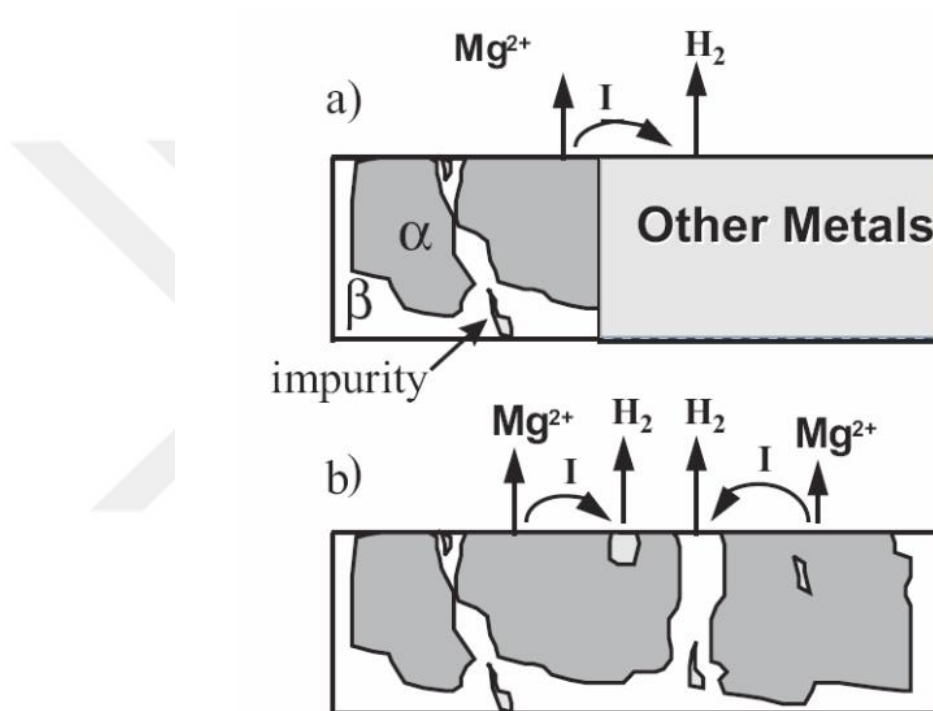 Mg²⁺ H₂
a) I
α Other Metals
β
impurity
Mg²⁺ H₂ H₂ Mg²⁺
b) I I